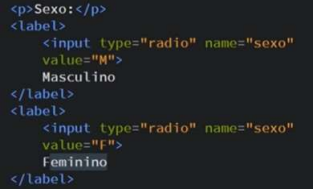 <p>Sexo:</p>
<label>
<input type="radio" name="sexo"
value="M">
Masculino
</label>
<label>
<input type="radio" name="sexo"
value="F">
Feminino
</label>